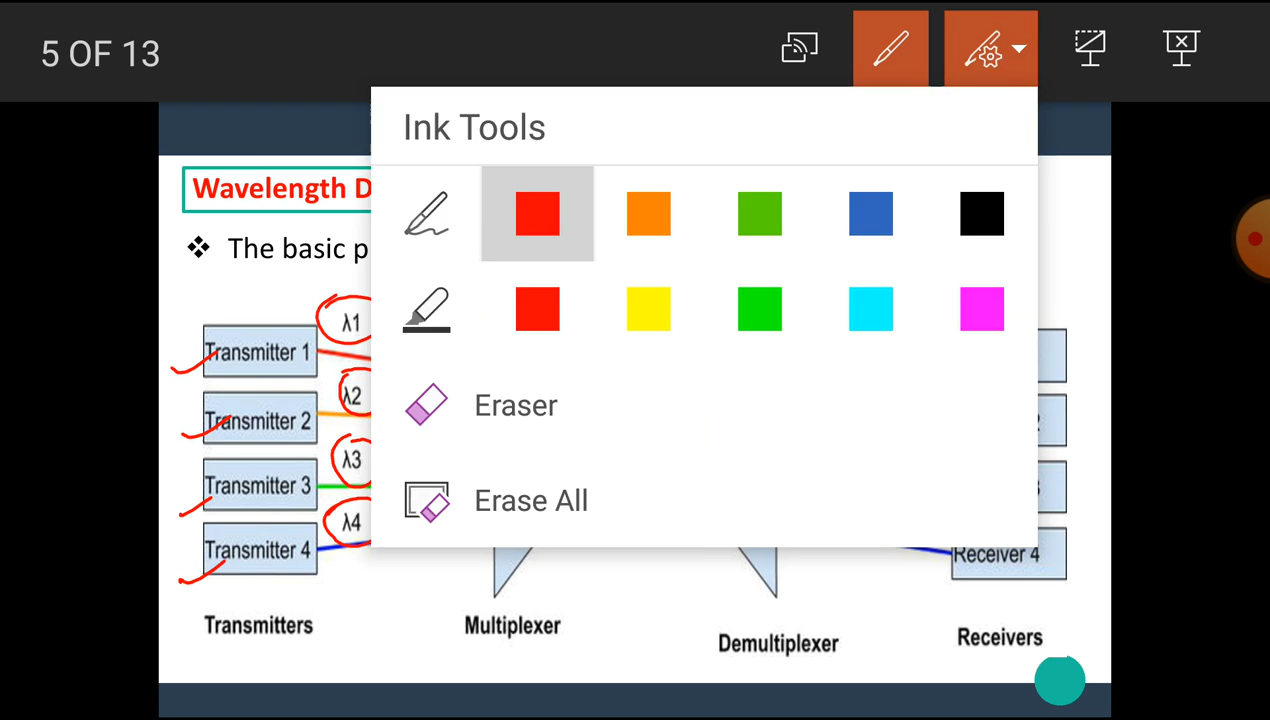 5 OF 13
Ink Tools
Wavelength D
The basic p
λ1
Transmitter 1
λ2
Transmitter 2
λ3
Transmitter 3
λ4
Transmitter 4
Eraser
Erase All
Receiver 4
Transmitters
Multiplexer
Demultiplexer
Receivers